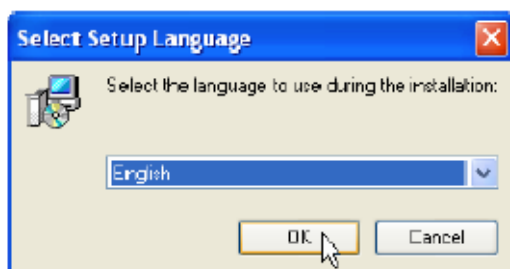 Select Setup Language
Select the language to use during the installation:
English
OK
Cancel